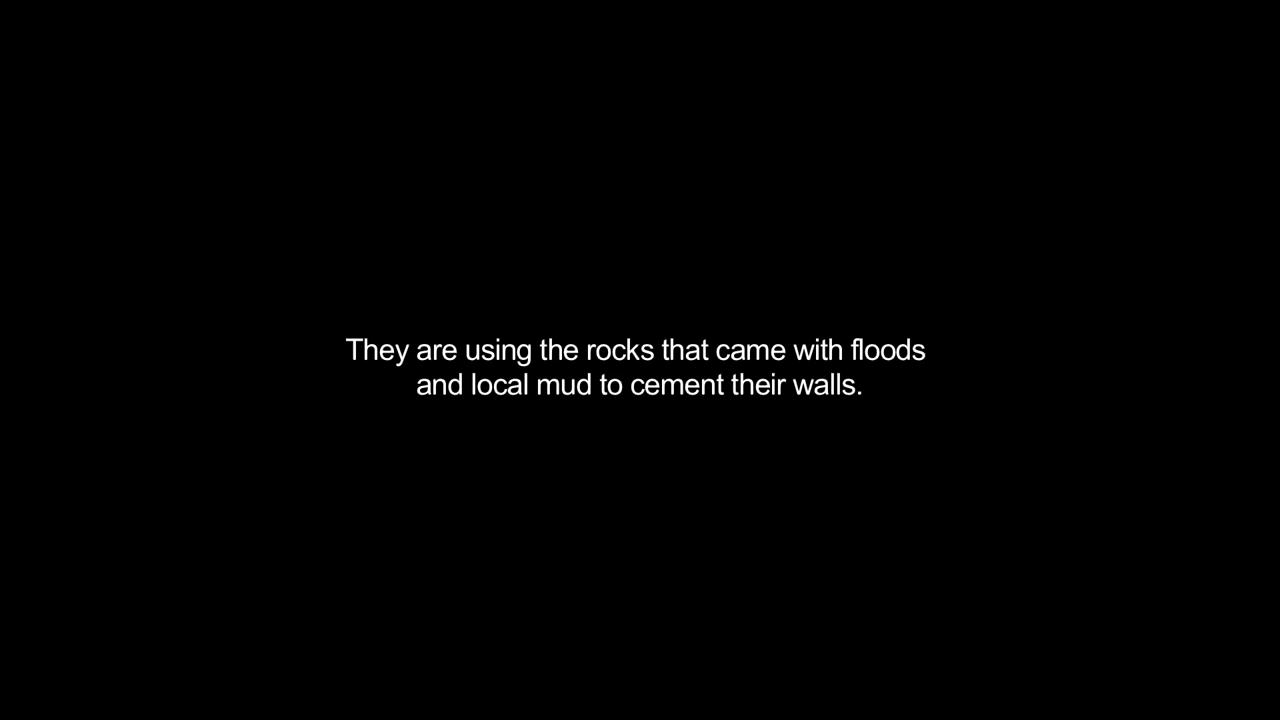 They are using the rocks that came with floods
and local mud to cement their walls.